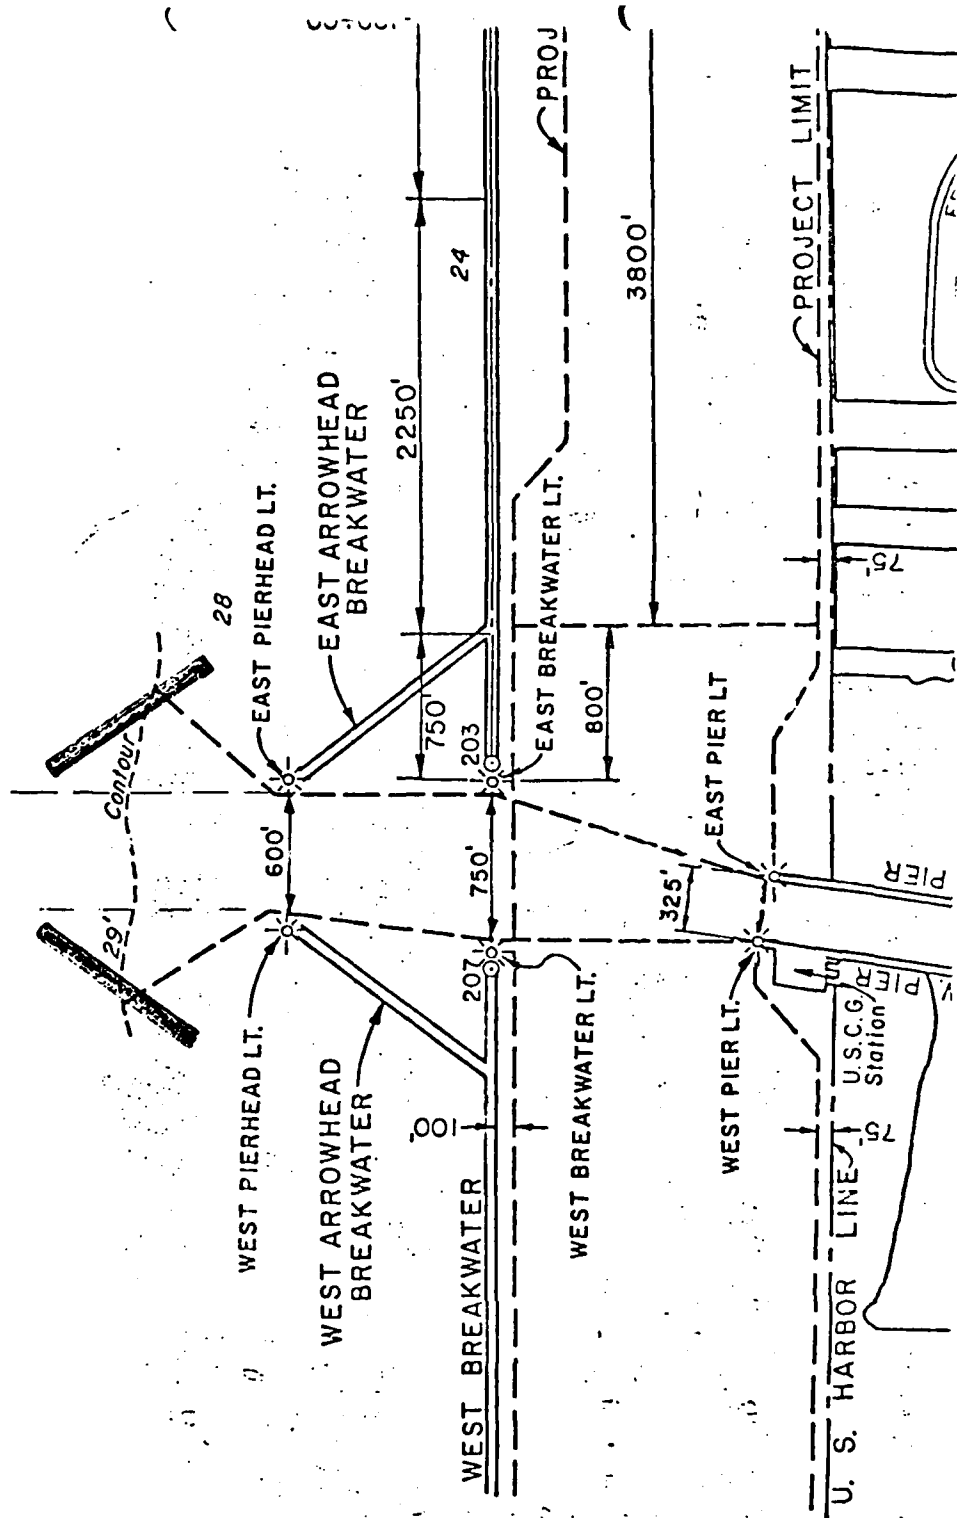 Contour
29'
28
EAST PIERHEAD LT.
EAST ARROWHEAD
BREAKWATER
600'
WEST PIERHEAD LT.
WEST ARROWHEAD
BREAKWATER
2250'
24
750'
203
EAST BREAKWATER LT.
750'
207
WEST BREAKWATER LT.
100'
WEST BREAKWATER
PROJ
3800'
800'
PROJECT LIMIT
75'
EAST PIER LT
325'
WEST PIER LT.
PIER
PIER
U.S.C.G.
Station
75'
U. S. HARBOR LINE